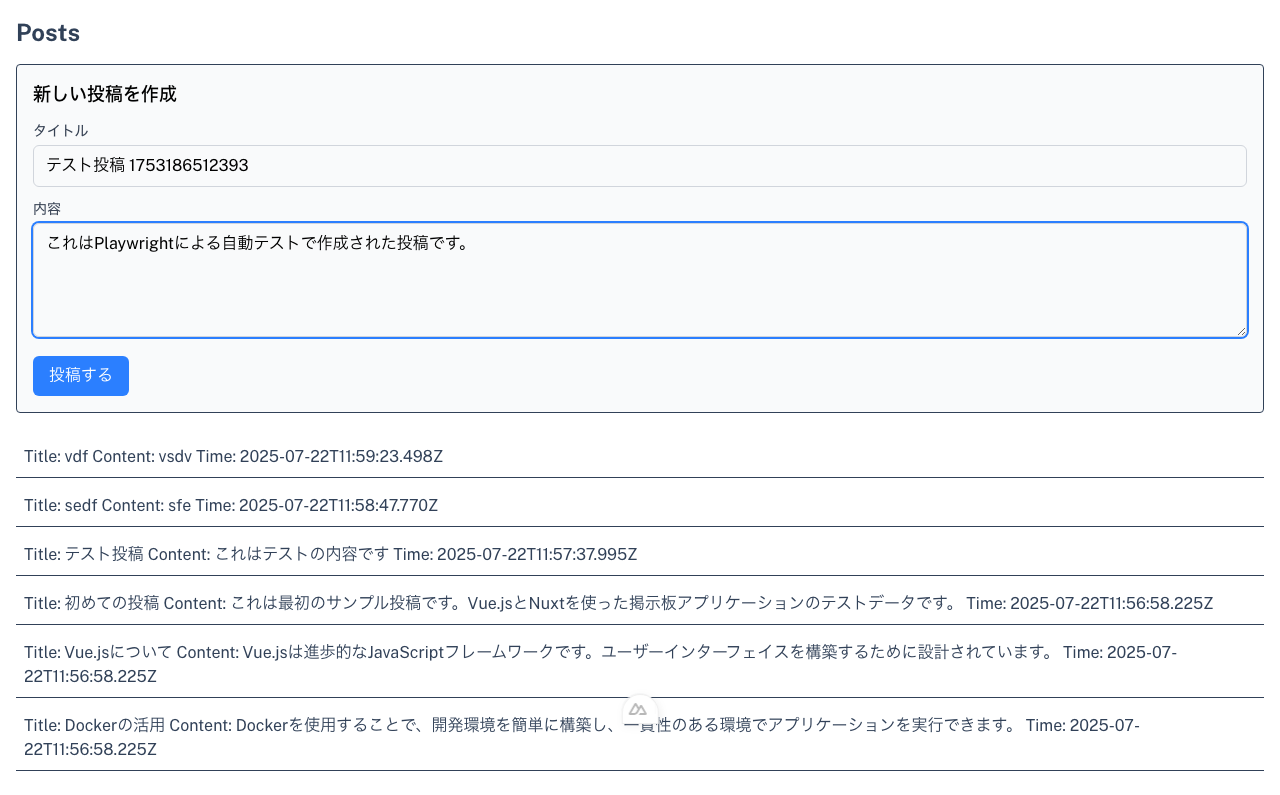 Posts
新しい投稿を作成
タイトル
テスト投稿 1753186512393
内容
これはPlaywrightによる自動テストで作成された投稿です。
投稿する
Title: vdf Content: vsdv Time: 2025-07-22T11:59:23.498Z
Title: sedf Content: sfe Time: 2025-07-22T11:58:47.770Z
Title: テスト投稿 Content: これはテストの内容です Time: 2025-07-22T11:57:37.995Z
Title: 初めての投稿 Content: これは最初のサンプル投稿です。Vue.jsとNuxtを使った掲示板アプリケーションのテストデータです。 Time: 2025-07-22T11:56:58.225Z
Title: Vue.jsについて Content: Vue.jsは進歩的なJavaScriptフレームワークです。ユーザーインターフェイスを構築するために設計されています。 Time: 2025-07-
22T11:56:58.225Z
Title: Dockerの活用 Content: Dockerを使用することで、開発環境を簡単に構築し、一貫性のある環境でアプリケーションを実行できます。 Time: 2025-07-
22T11:56:58.225Z